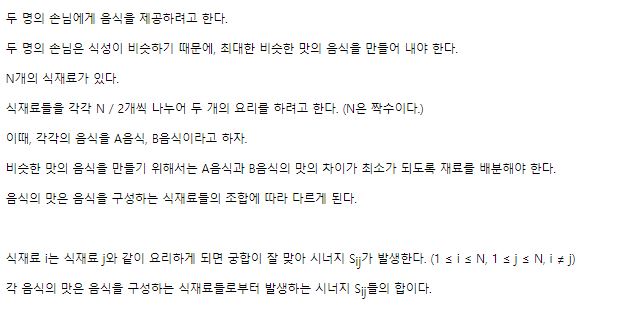 두 명의 손님에게 음식을 제공하려고 한다.
두 명의 손님은 식성이 비슷하기 때문에, 최대한 비슷한 맛의 음식을 만들어 내야 한다.
N개의 식재료가 있다.
식재료들을 각각 N / 2개씩 나누어 두 개의 요리를 하려고 한다. (N은 짝수이다.)
이때, 각각의 음식을 A음식, B음식이라고 하자.
비슷한 맛의 음식을 만들기 위해서는 A음식과 B음식의 맛의 차이가 최소가 되도록 재료를 배분해야 한다.
음식의 맛은 음식을 구성하는 식재료들의 조합에 따라 다르게 된다.
식재료 i는 식재료 j와 같이 요리하게 되면 궁합이 잘 맞아 시너지 Sij가 발생한다. (1 ≤ i ≤ N, 1 ≤ j ≤ N, i ≠ j)
각 음식의 맛은 음식을 구성하는 식재료들로부터 발생하는 시너지 Sij들의 합이다.